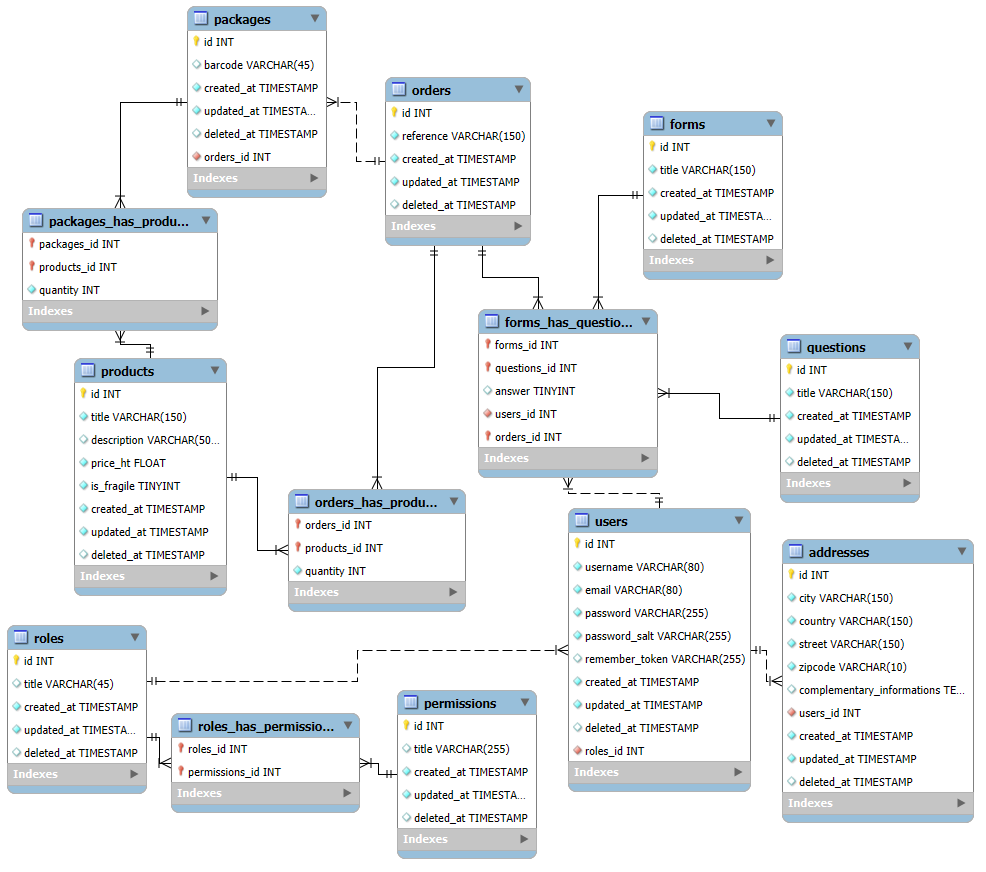 packages
id INT
barcode VARCHAR(45)
created_at TIMESTAMP
updated_at TIMESTA...
deleted_at TIMESTAMP
orders_id INT
Indexes
orders
id INT
reference VARCHAR(150)
created_at TIMESTAMP
updated_at TIMESTAMP
deleted_at TIMESTAMP
Indexes
forms
id INT
title VARCHAR(150)
created_at TIMESTAMP
updated_at TIMESTA...
deleted_at TIMESTAMP
Indexes
packages_has_produ...
packages_id INT
products_id INT
quantity INT
Indexes
forms_has_questio...
forms_id INT
questions_id INT
answer TINYINT
users_id INT
orders_id INT
Indexes
questions
id INT
title VARCHAR(150)
created_at TIMESTAMP
updated_at TIMESTA...
deleted_at TIMESTAMP
Indexes
products
id INT
title VARCHAR(150)
description VARCHAR(50...
price_ht FLOAT
is_fragile TINYINT
created_at TIMESTAMP
updated_at TIMESTAMP
deleted_at TIMESTAMP
Indexes
orders_has_produ...
orders_id INT
products_id INT
quantity INT
Indexes
users
id INT
username VARCHAR(80)
email VARCHAR(80)
password VARCHAR(255)
password_salt VARCHAR(255)
remember_token VARCHAR(255)
created_at TIMESTAMP
updated_at TIMESTAMP
deleted_at TIMESTAMP
roles_id INT
Indexes
addresses
id INT
city VARCHAR(150)
country VARCHAR(150)
street VARCHAR(150)
zipcode VARCHAR(10)
complementary_informations TE...
users_id INT
created_at TIMESTAMP
updated_at TIMESTAMP
deleted_at TIMESTAMP
Indexes
roles
id INT
title VARCHAR(45)
created_at TIMESTAMP
updated_at TIMESTA...
deleted_at TIMESTAMP
Indexes
roles_has_permissio...
roles_id INT
permissions_id INT
Indexes
permissions
id INT
title VARCHAR(255)
created_at TIMESTAMP
updated_at TIMESTA...
deleted_at TIMESTAMP
Indexes